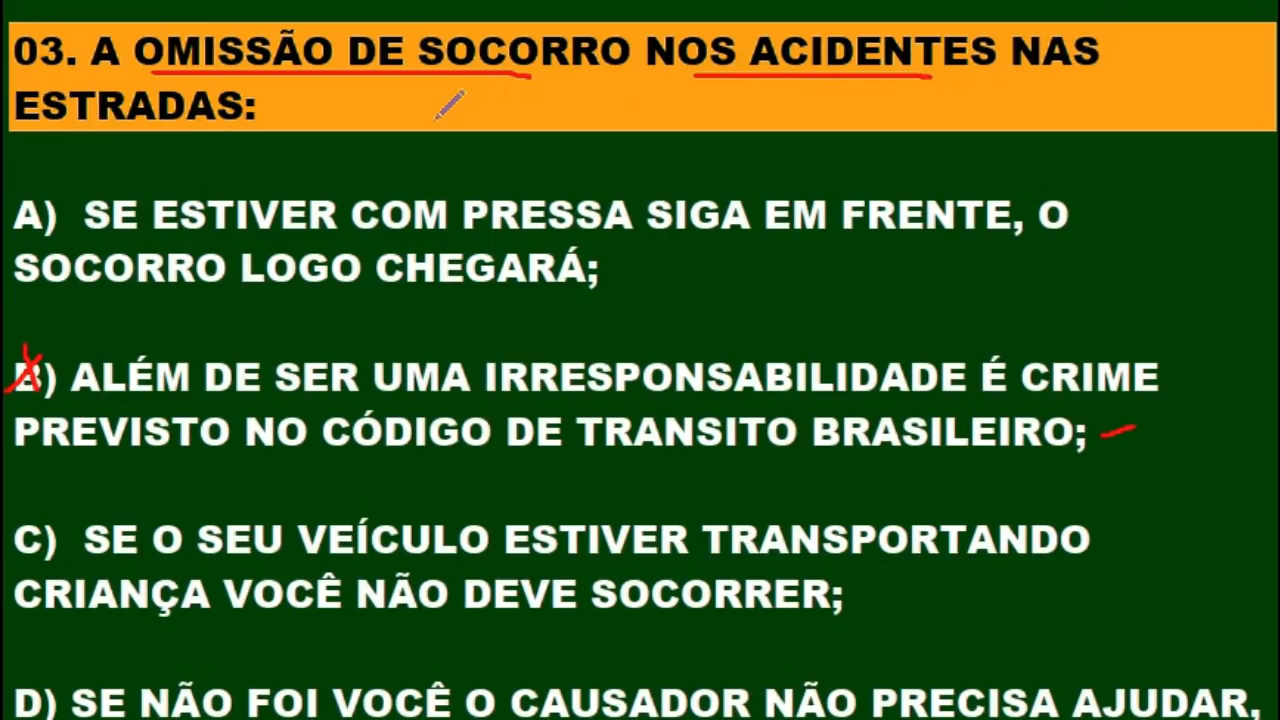 03. A OMISSÃO DE SOCORRO NOS ACIDENTES NAS
ESTRADAS:
A) SE ESTIVER COM PRESSA SIGA EM FRENTE, O
SOCORRO LOGO CHEGARÁ;
B) ALÉM DE SER UMA IRRESPONSABILIDADE É CRIME
PREVISTO NO CÓDIGO DE TRANSITO BRASILEIRO;
C) SE O SEU VEÍCULO ESTIVER TRANSPORTANDO
CRIANÇA VOCÊ NÃO DEVE SOCORRER;
D) SE NÃO FOI VOCÊ O CAUSADOR NÃO PRECISA AJUDAR,